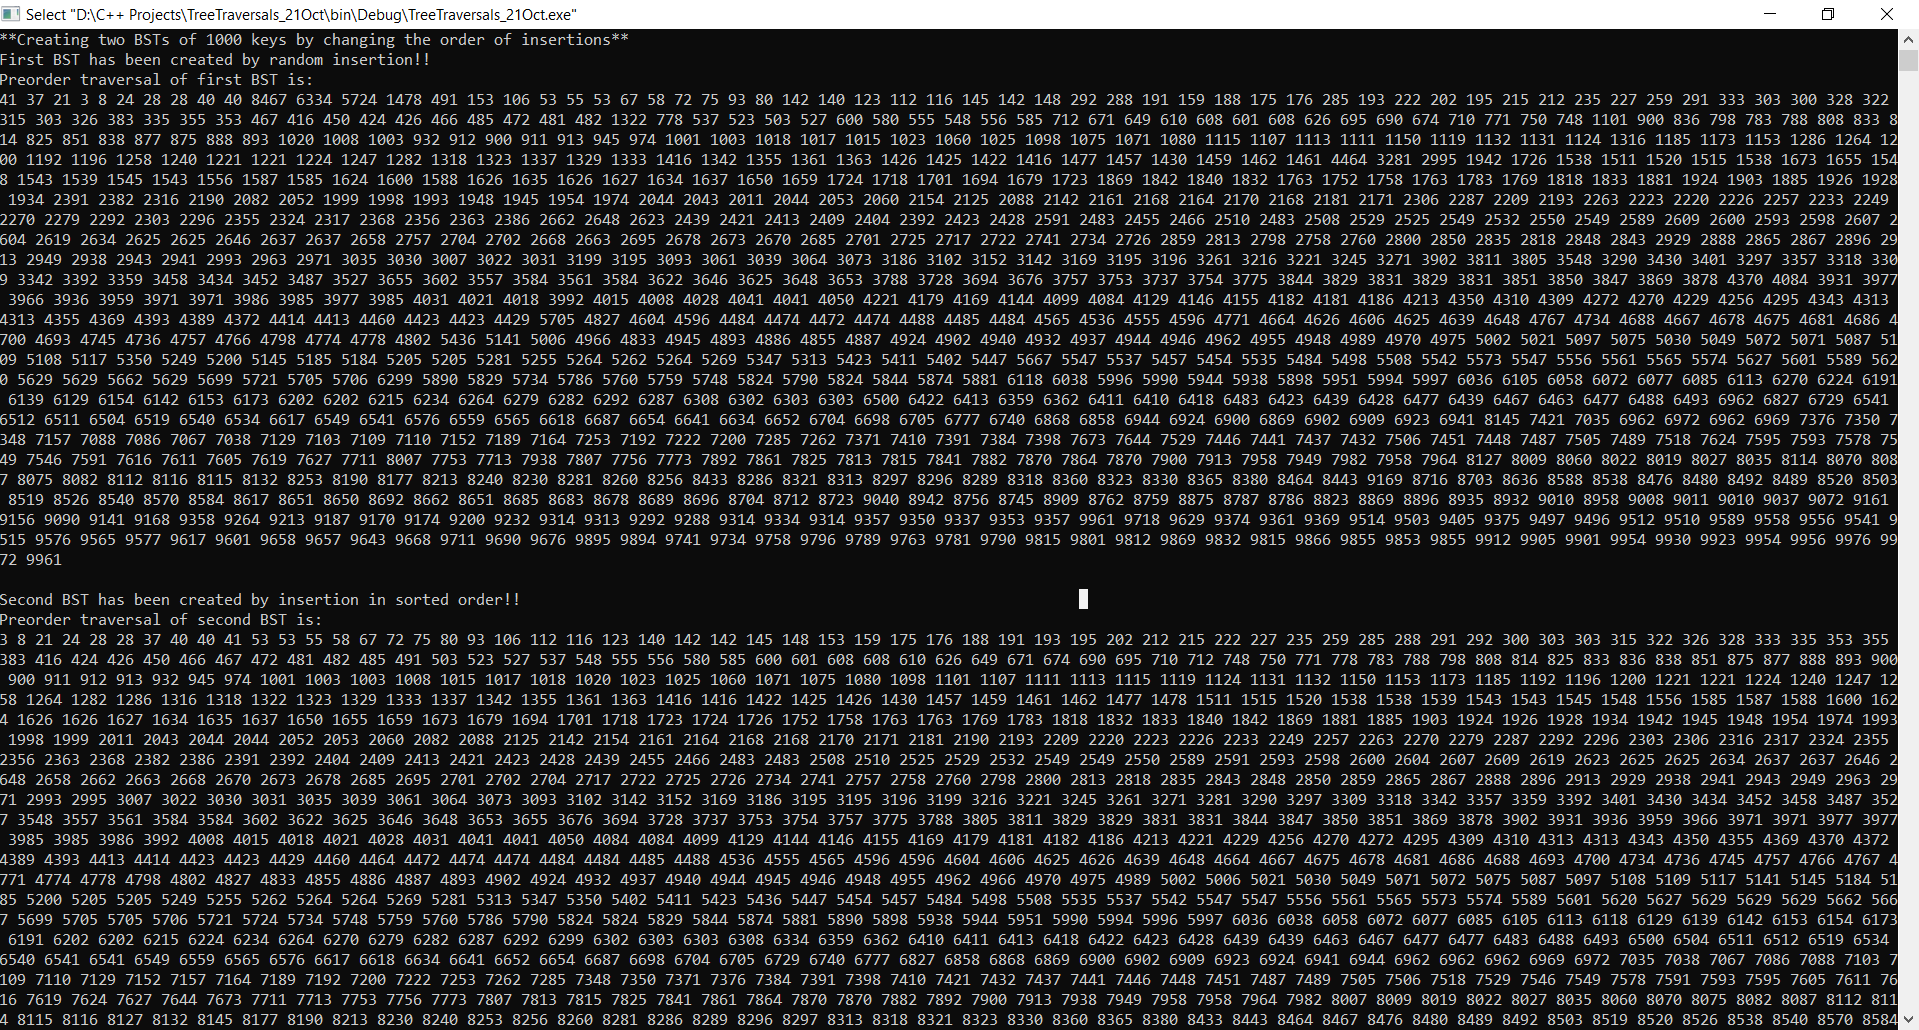 Select "D:\C++ Projects\TreeTraversals_21Oct\bin\Debug\TreeTraversals_21Oct.exe"
**Creating two BSTs of 1000 keys by changing the order of insertions**
First BST has been created by random insertion!!
Preorder traversal of first BST is:
41 37 21 3 8 24 28 28 40 40 8467 6334 5724 1478 491 153 106 53 55 53 67 58 72 75 93 80 142 140 123 112 116 145 142 148 292 288 191 159 188 175 176 285 193 222 202 195 215 212 235 227 259 291 333 303 300 328 322
315 303 326 383 335 355 353 467 416 450 424 426 466 485 472 481 482 1322 778 537 523 503 527 600 580 555 548 556 585 712 671 649 610 608 601 608 626 695 690 674 710 771 750 748 1101 900 836 798 783 788 808 833 8
14 825 851 838 877 875 888 893 1020 1008 1003 932 912 900 911 913 945 974 1001 1003 1018 1017 1015 1023 1060 1025 1098 1075 1071 1080 1115 1107 1113 1111 1150 1119 1132 1131 1124 1316 1185 1173 1153 1286 1264 12
00 1192 1196 1258 1240 1221 1221 1224 1247 1282 1318 1323 1337 1329 1333 1416 1342 1355 1361 1363 1426 1425 1422 1416 1477 1457 1430 1459 1462 1461 4464 3281 2995 1942 1726 1538 1511 1520 1515 1538 1673 1655 154
8 1543 1539 1545 1543 1556 1587 1585 1624 1600 1588 1626 1635 1626 1627 1634 1637 1650 1659 1724 1718 1701 1694 1679 1723 1869 1842 1840 1832 1763 1752 1758 1763 1783 1769 1818 1833 1881 1924 1903 1885 1926 1928
1934 2391 2382 2316 2190 2082 2052 1999 1998 1993 1948 1945 1954 1974 2044 2043 2011 2044 2053 2060 2154 2125 2088 2142 2161 2168 2164 2170 2168 2181 2171 2306 2287 2209 2193 2263 2223 2220 2226 2257 2233 2249
2270 2279 2292 2303 2296 2355 2324 2317 2368 2356 2363 2386 2662 2648 2623 2439 2421 2413 2409 2404 2392 2423 2428 2591 2483 2455 2466 2510 2483 2508 2529 2525 2549 2532 2550 2549 2589 2609 2600 2593 2598 2607 2
604 2619 2634 2625 2625 2646 2637 2637 2658 2757 2704 2702 2668 2663 2695 2678 2673 2670 2685 2701 2725 2717 2722 2741 2734 2726 2859 2813 2798 2758 2760 2800 2850 2835 2818 2848 2843 2929 2888 2865 2867 2896 29
13 2949 2938 2943 2941 2993 2963 2971 3035 3030 3007 3022 3031 3199 3195 3093 3061 3039 3064 3073 3186 3102 3152 3142 3169 3195 3196 3261 3216 3221 3245 3271 3902 3811 3805 3548 3290 3430 3401 3297 3357 3318 330
9 3342 3392 3359 3458 3434 3452 3487 3527 3655 3602 3557 3584 3561 3584 3622 3646 3625 3648 3653 3788 3728 3694 3676 3757 3753 3737 3754 3775 3844 3829 3831 3829 3831 3851 3850 3847 3869 3878 4370 4084 3931 3977
3966 3936 3959 3971 3971 3986 3985 3977 3985 4031 4021 4018 3992 4015 4008 4028 4041 4041 4050 4221 4179 4169 4144 4099 4084 4129 4146 4155 4182 4181 4186 4213 4350 4310 4309 4272 4270 4229 4256 4295 4343 4313
4313 4355 4369 4393 4389 4372 4414 4413 4460 4423 4423 4429 5705 4827 4604 4596 4484 4474 4472 4474 4488 4485 4484 4565 4536 4555 4596 4771 4664 4626 4606 4625 4639 4648 4767 4734 4688 4667 4678 4675 4681 4686 4
700 4693 4745 4736 4757 4766 4798 4774 4778 4802 5436 5141 5006 4966 4833 4945 4893 4886 4855 4887 4924 4902 4940 4932 4937 4944 4946 4962 4955 4948 4989 4970 4975 5002 5021 5097 5075 5030 5049 5072 5071 5087 51
09 5108 5117 5350 5249 5200 5145 5185 5184 5205 5205 5281 5255 5264 5262 5264 5269 5347 5313 5423 5411 5402 5447 5667 5547 5537 5457 5454 5535 5484 5498 5508 5542 5573 5547 5556 5561 5565 5574 5627 5601 5589 562
0 5629 5629 5662 5629 5699 5721 5705 5706 6299 5890 5829 5734 5786 5760 5759 5748 5824 5790 5824 5844 5874 5881 6118 6038 5996 5990 5944 5938 5898 5951 5994 5997 6036 6105 6058 6072 6077 6085 6113 6270 6224 6191
6139 6129 6154 6142 6153 6173 6202 6202 6215 6234 6264 6279 6282 6292 6287 6308 6302 6303 6303 6500 6422 6413 6359 6362 6411 6410 6418 6483 6423 6439 6428 6477 6439 6467 6463 6477 6488 6493 6962 6827 6729 6541
6512 6511 6504 6519 6540 6534 6617 6549 6541 6576 6559 6565 6618 6687 6654 6641 6634 6652 6704 6698 6705 6777 6740 6868 6858 6944 6924 6900 6869 6902 6909 6923 6941 8145 7421 7035 6962 6972 6962 6969 7376 7350 7
348 7157 7088 7086 7067 7038 7129 7103 7109 7110 7152 7189 7164 7253 7192 7222 7200 7285 7262 7371 7410 7391 7384 7398 7673 7644 7529 7446 7441 7437 7432 7506 7451 7448 7487 7505 7489 7518 7624 7595 7593 7578 75
49 7546 7591 7616 7611 7605 7619 7627 7711 8007 7753 7713 7938 7807 7756 7773 7892 7861 7825 7813 7815 7841 7882 7870 7864 7870 7900 7913 7958 7949 7982 7958 7964 8127 8009 8060 8022 8019 8027 8035 8114 8070 808
7 8075 8082 8112 8116 8115 8132 8253 8190 8177 8213 8240 8230 8281 8260 8256 8433 8286 8321 8313 8297 8296 8289 8318 8360 8323 8330 8365 8380 8464 8443 9169 8716 8703 8636 8588 8538 8476 8480 8492 8489 8520 8503
8519 8526 8540 8570 8584 8617 8651 8650 8692 8662 8651 8685 8683 8678 8689 8696 8704 8712 8723 9040 8942 8756 8745 8909 8762 8759 8875 8787 8786 8823 8869 8896 8935 8932 9010 8958 9008 9011 9010 9037 9072 9161
9156 9090 9141 9168 9358 9264 9213 9187 9170 9174 9200 9232 9314 9313 9292 9288 9314 9334 9314 9357 9350 9337 9353 9357 9961 9718 9629 9374 9361 9369 9514 9503 9405 9375 9497 9496 9512 9510 9589 9558 9556 9541 9
515 9576 9565 9577 9617 9601 9658 9657 9643 9668 9711 9690 9676 9895 9894 9741 9734 9758 9796 9789 9763 9781 9790 9815 9801 9812 9869 9832 9815 9866 9855 9853 9855 9912 9905 9901 9954 9930 9923 9954 9956 9976 99
72 9961
Second BST has been created by insertion in sorted order!!
Preorder traversal of second BST is:
3 8 21 24 28 28 37 40 40 41 53 53 55 58 67 72 75 80 93 106 112 116 123 140 142 142 145 148 153 159 175 176 188 191 193 195 202 212 215 222 227 235 259 285 288 291 292 300 303 303 315 322 326 328 333 335 353 355
383 416 424 426 450 466 467 472 481 482 485 491 503 523 527 537 548 555 556 580 585 600 601 608 608 610 626 649 671 674 690 695 710 712 748 750 771 778 783 788 798 808 814 825 833 836 838 851 875 877 888 893 900
900 911 912 913 932 945 974 1001 1003 1003 1008 1015 1017 1018 1020 1023 1025 1060 1071 1075 1080 1098 1101 1107 1111 1113 1115 1119 1124 1131 1132 1150 1153 1173 1185 1192 1196 1200 1221 1221 1224 1240 1247 12
58 1264 1282 1286 1316 1318 1322 1323 1329 1333 1337 1342 1355 1361 1363 1416 1416 1422 1425 1426 1430 1457 1459 1461 1462 1477 1478 1511 1515 1520 1538 1538 1539 1543 1543 1545 1548 1556 1585 1587 1588 1600 162
4 1626 1626 1627 1634 1635 1637 1650 1655 1659 1673 1679 1694 1701 1718 1723 1724 1726 1752 1758 1763 1763 1769 1783 1818 1832 1833 1840 1842 1869 1881 1885 1903 1924 1926 1928 1934 1942 1945 1948 1954 1974 1993
1998 1999 2011 2043 2044 2044 2052 2053 2060 2082 2088 2125 2142 2154 2161 2164 2168 2168 2170 2171 2181 2190 2193 2209 2220 2223 2226 2233 2249 2257 2263 2270 2279 2287 2292 2296 2303 2306 2316 2317 2324 2355
2356 2363 2368 2382 2386 2391 2392 2404 2409 2413 2421 2423 2428 2439 2455 2466 2483 2483 2508 2510 2525 2529 2532 2549 2549 2550 2589 2591 2593 2598 2600 2604 2607 2609 2619 2623 2625 2625 2634 2637 2637 2646 2
648 2658 2662 2663 2668 2670 2673 2678 2685 2695 2701 2702 2704 2717 2722 2725 2726 2734 2741 2757 2758 2760 2798 2800 2813 2818 2835 2843 2848 2850 2859 2865 2867 2888 2896 2913 2929 2938 2941 2943 2949 2963 29
71 2993 2995 3007 3022 3030 3031 3035 3039 3061 3064 3073 3093 3102 3142 3152 3169 3186 3195 3195 3196 3199 3216 3221 3245 3261 3271 3281 3290 3297 3309 3318 3342 3357 3359 3392 3401 3430 3434 3452 3458 3487 352
7 3548 3557 3561 3584 3584 3602 3622 3625 3646 3648 3653 3655 3676 3694 3728 3737 3753 3754 3757 3775 3788 3805 3811 3829 3829 3831 3831 3844 3847 3850 3851 3869 3878 3902 3931 3936 3959 3966 3971 3971 3977 3977
3985 3985 3986 3992 4008 4015 4018 4021 4028 4031 4041 4041 4050 4084 4084 4099 4129 4144 4146 4155 4169 4179 4181 4182 4186 4213 4221 4229 4256 4270 4272 4295 4309 4310 4313 4313 4343 4350 4355 4369 4370 4372
4389 4393 4413 4414 4423 4423 4429 4460 4464 4472 4474 4474 4484 4484 4485 4488 4536 4555 4565 4596 4596 4604 4606 4625 4626 4639 4648 4664 4667 4675 4678 4681 4686 4688 4693 4700 4734 4736 4745 4757 4766 4767 4
771 4774 4778 4798 4802 4827 4833 4855 4886 4887 4893 4902 4924 4932 4937 4940 4944 4945 4946 4948 4955 4962 4966 4970 4975 4989 5002 5006 5021 5030 5049 5071 5072 5075 5087 5097 5108 5109 5117 5141 5145 5184 51
85 5200 5205 5205 5249 5255 5262 5264 5264 5269 5281 5313 5347 5350 5402 5411 5423 5436 5447 5454 5457 5484 5498 5508 5535 5537 5542 5547 5547 5556 5561 5565 5573 5574 5589 5601 5620 5627 5629 5629 5629 5662 566
7 5699 5705 5705 5706 5721 5724 5734 5748 5759 5760 5786 5790 5824 5824 5829 5844 5874 5881 5890 5898 5938 5944 5951 5990 5994 5996 5997 6036 6038 6058 6072 6077 6085 6105 6113 6118 6129 6139 6142 6153 6154 6173
6191 6202 6202 6215 6224 6234 6264 6270 6279 6282 6287 6292 6299 6302 6303 6303 6308 6334 6359 6362 6410 6411 6413 6418 6422 6423 6428 6439 6439 6463 6467 6477 6477 6483 6488 6493 6500 6504 6511 6512 6519 6534
6540 6541 6541 6549 6559 6565 6576 6617 6618 6634 6641 6652 6654 6687 6698 6704 6705 6729 6740 6777 6827 6858 6868 6869 6900 6902 6909 6923 6924 6941 6944 6962 6962 6962 6969 6972 7035 7038 7067 7086 7088 7103 7
109 7110 7129 7152 7157 7164 7189 7192 7200 7222 7253 7262 7285 7348 7350 7371 7376 7384 7391 7398 7410 7421 7432 7437 7441 7446 7448 7451 7487 7489 7505 7506 7518 7529 7546 7549 7578 7591 7593 7595 7605 7611 76
16 7619 7624 7627 7644 7673 7711 7713 7753 7756 7773 7807 7813 7815 7825 7841 7861 7864 7870 7870 7882 7892 7900 7913 7938 7949 7958 7958 7964 7982 8007 8009 8019 8022 8027 8035 8060 8070 8075 8082 8087 8112 811
4 8115 8116 8127 8132 8145 8177 8190 8213 8230 8240 8253 8256 8260 8281 8286 8289 8296 8297 8313 8318 8321 8323 8330 8360 8365 8380 8433 8443 8464 8467 8476 8480 8489 8492 8503 8519 8520 8526 8538 8540 8570 8584